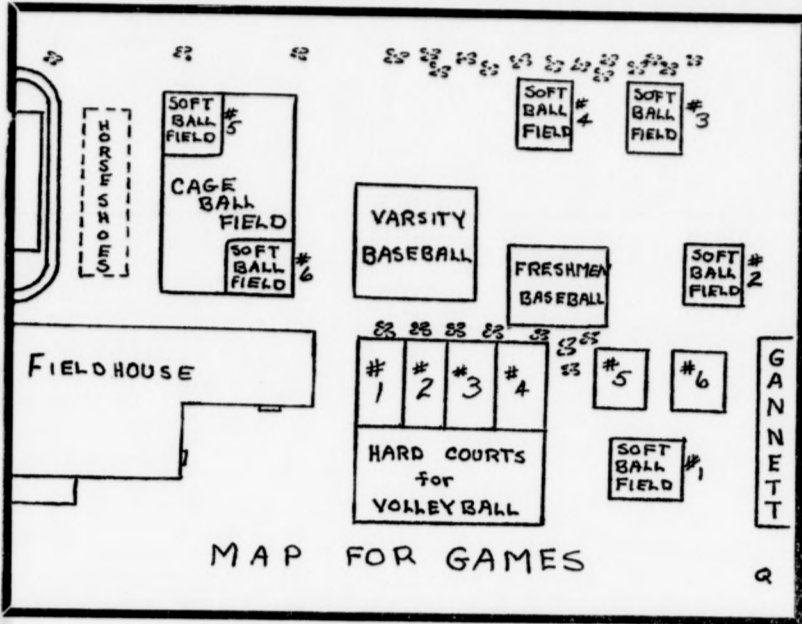 SOFT
BALL
FIELD
#5
CAGE
BALL
FIELD
SOFT
BALL
FIELD
#6
HORSESHOES
SOFT
BALL
FIELD
#4
SOFT
BALL
FIELD
#3
VARSITY
BASEBALL
FRESHMEN
BASEBALL
SOFT
BALL
FIELD
#2
FIELDHOUSE
#1
#2
#3
#4
#5
#6
HARD COURTS
for
VOLLEYBALL
SOFT
BALL
FIELD
#1
GANNETT
MAP FOR GAMES
Q